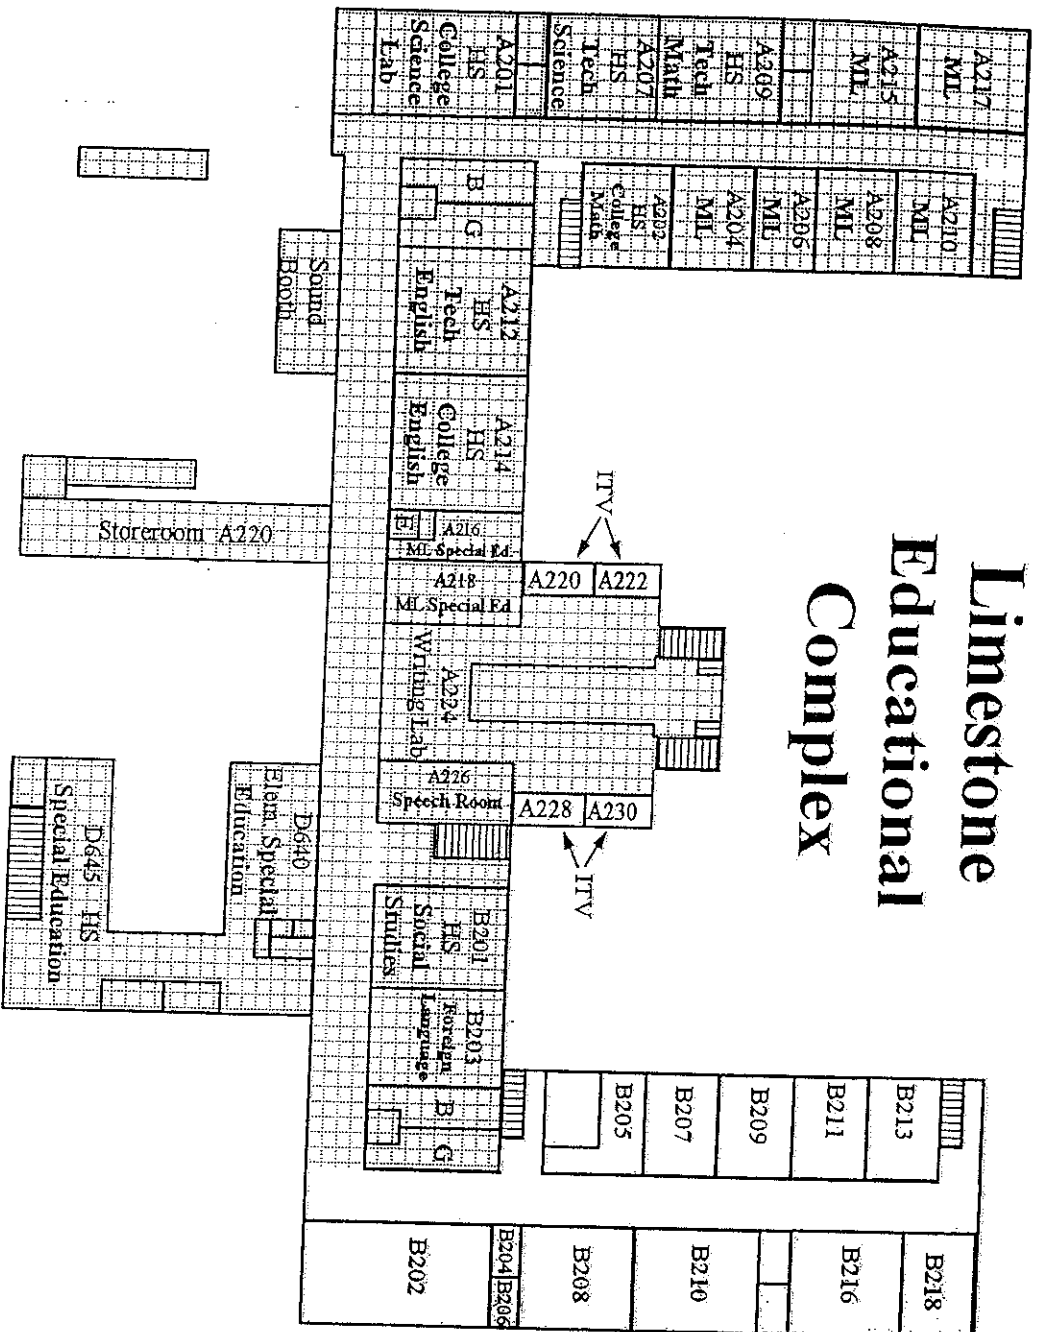 Limestone
Educational
Complex
A217
ML
A215
ML
A209
HS
Tech
Math
A207
HS
Tech
Science
A201
HS
College
Science
Lab
A210
ML
A208
ML
A206
ML
A204
ML
A202
HS
College
Math
B
G
A212
HS
Tech
English
A214
HS
College
English
E
A216
ML Special Ed
A218
ML Special Ed
ITV
A220
A222
A224
Writing Lab
A226
Speech Room
A228
A230
ITV
Sound
Booth
Storeroom A220
D640
Elem. Special
Education
D645 HS
Special Education
B201
HS
Social
Studies
B203
Foreign
Language
B
G
B213
B211
B209
B207
B205
B218
B216
B210
B208
B204
B206
B202